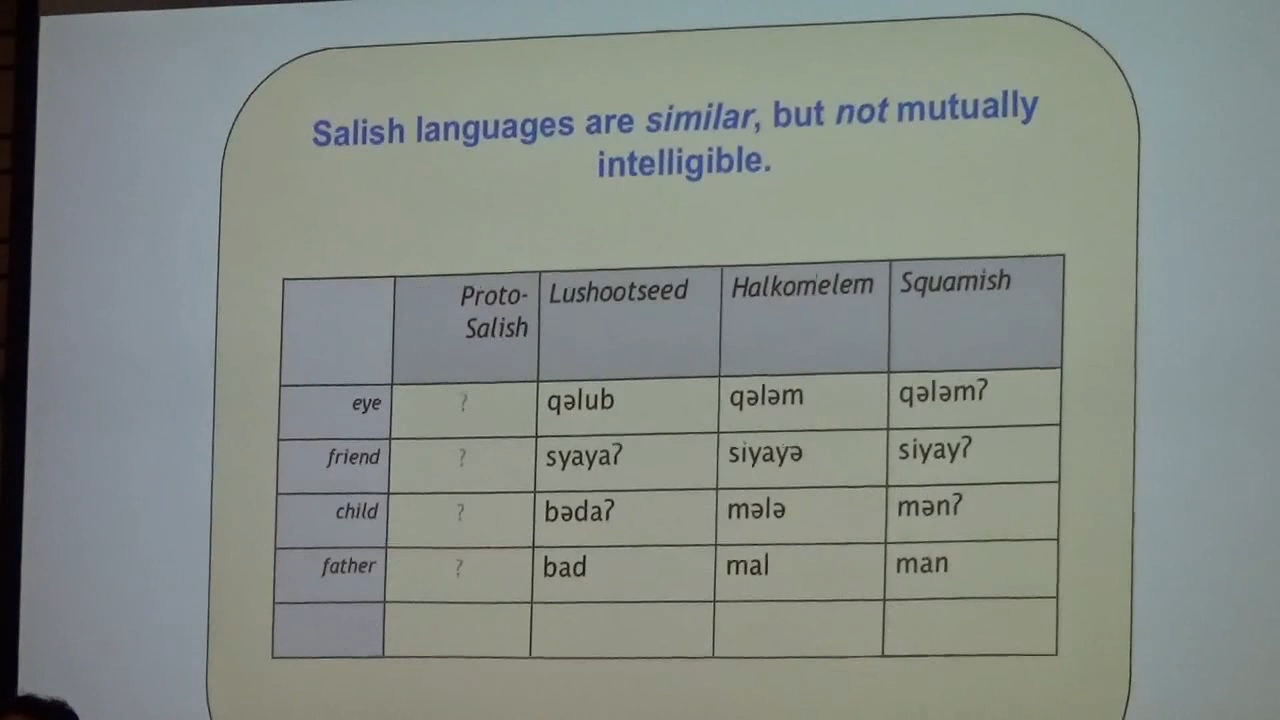 Salish languages are similar, but not mutually
intelligible.
Proto-
Salish
Lushootseed
Halkomelem
Squamish
eye ? qəlub qələm qələmʔ
friend ? syayaʔ siyayə siyayʔ
child ? bədaʔ mələ mənʔ
father ? bad mal man